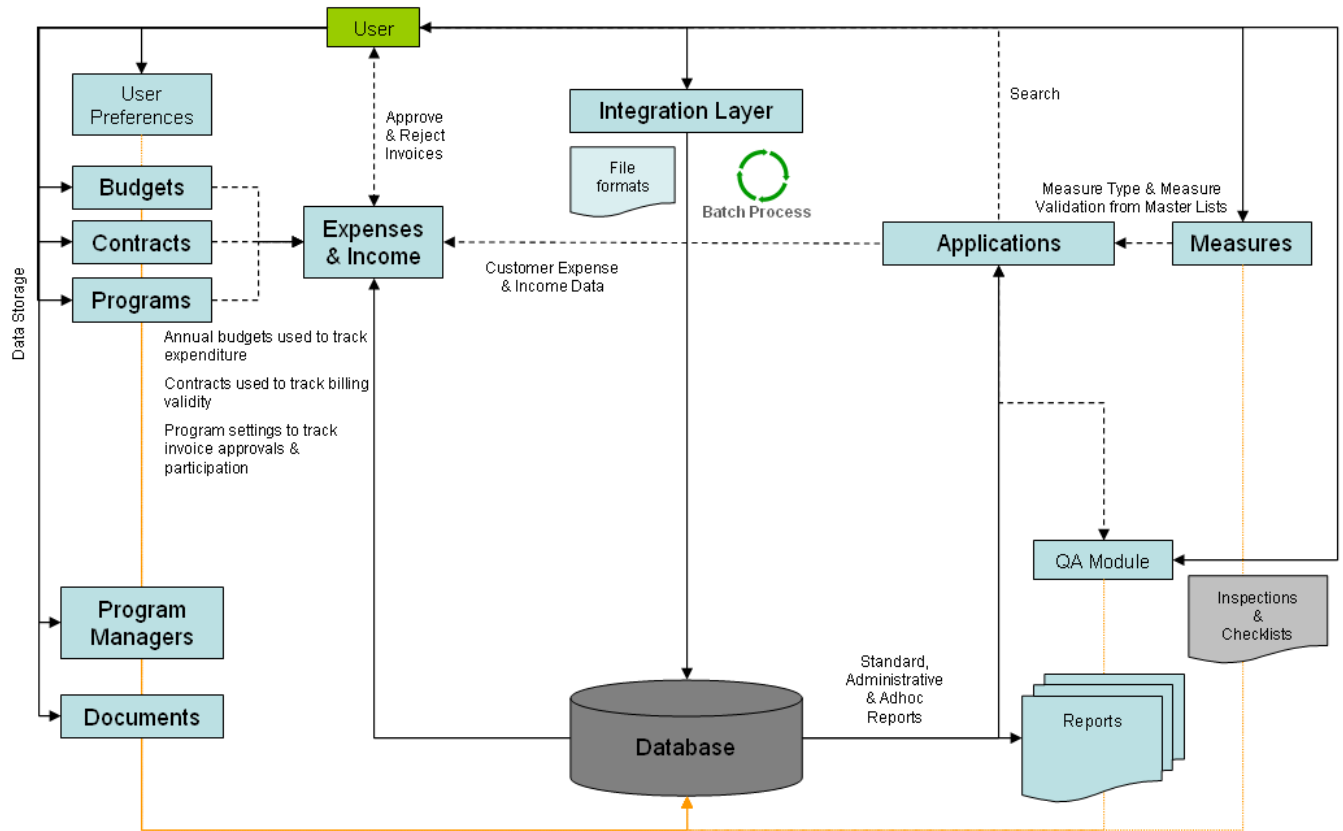 User
User
Preferences
Approve
& Reject
Invoices
Integration Layer
Search
File
formats
Batch Process
Budgets
Measure Type & Measure
Validation from Master Lists
Contracts
Expenses
& Income
Applications
Measures
Customer Expense
& Income Data
Programs
Data Storage
Annual budgets used to track
expenditure
Contracts used to track billing
validity
Program settings to track
invoice approvals &
participation
QA Module
Program
Managers
Inspections
&
Checklists
Standard,
Administrative
& Adhoc
Reports
Documents
Database
Reports